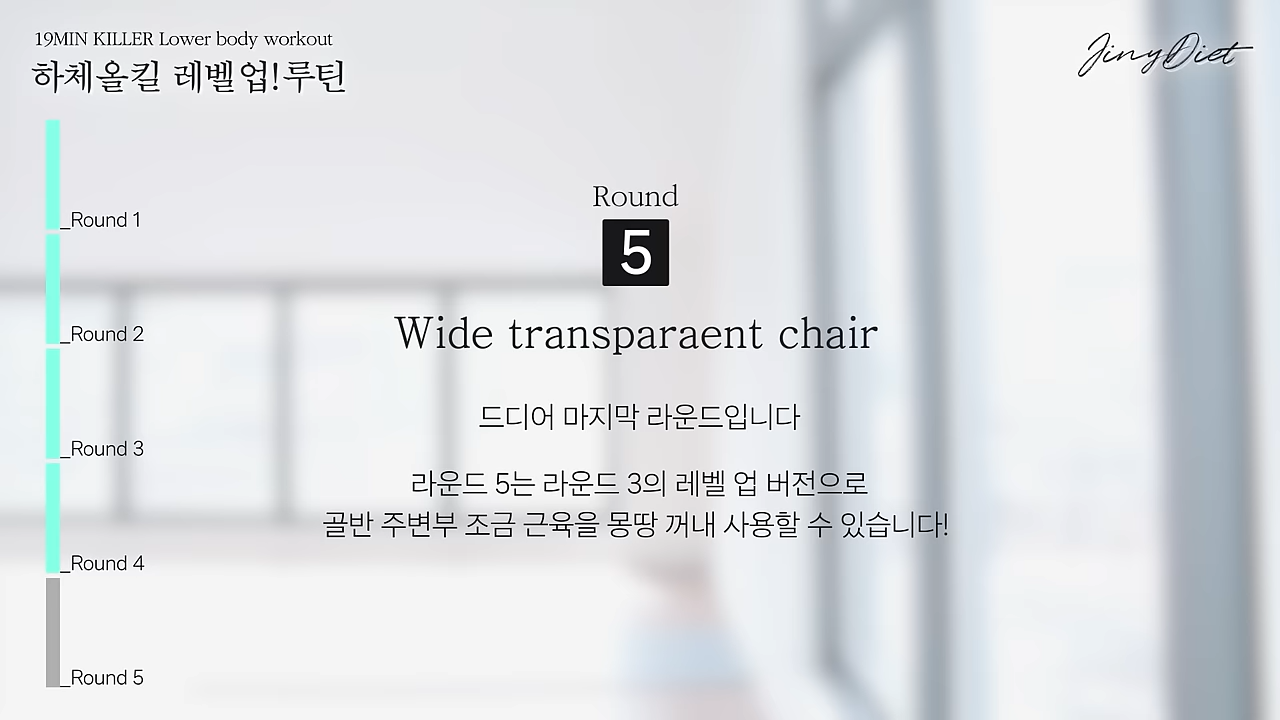 19MIN KILLER Lower body workout
하체올킬 레벨업!루틴
JinyDiet
_Round 1
_Round 2
_Round 3
_Round 4
_Round 5
Round
5
Wide transparaent chair
드디어 마지막 라운드입니다
라운드 5는 라운드 3의 레벨 업 버전으로
골반 주변부 조금 근육을 몽땅 꺼내 사용할 수 있습니다!